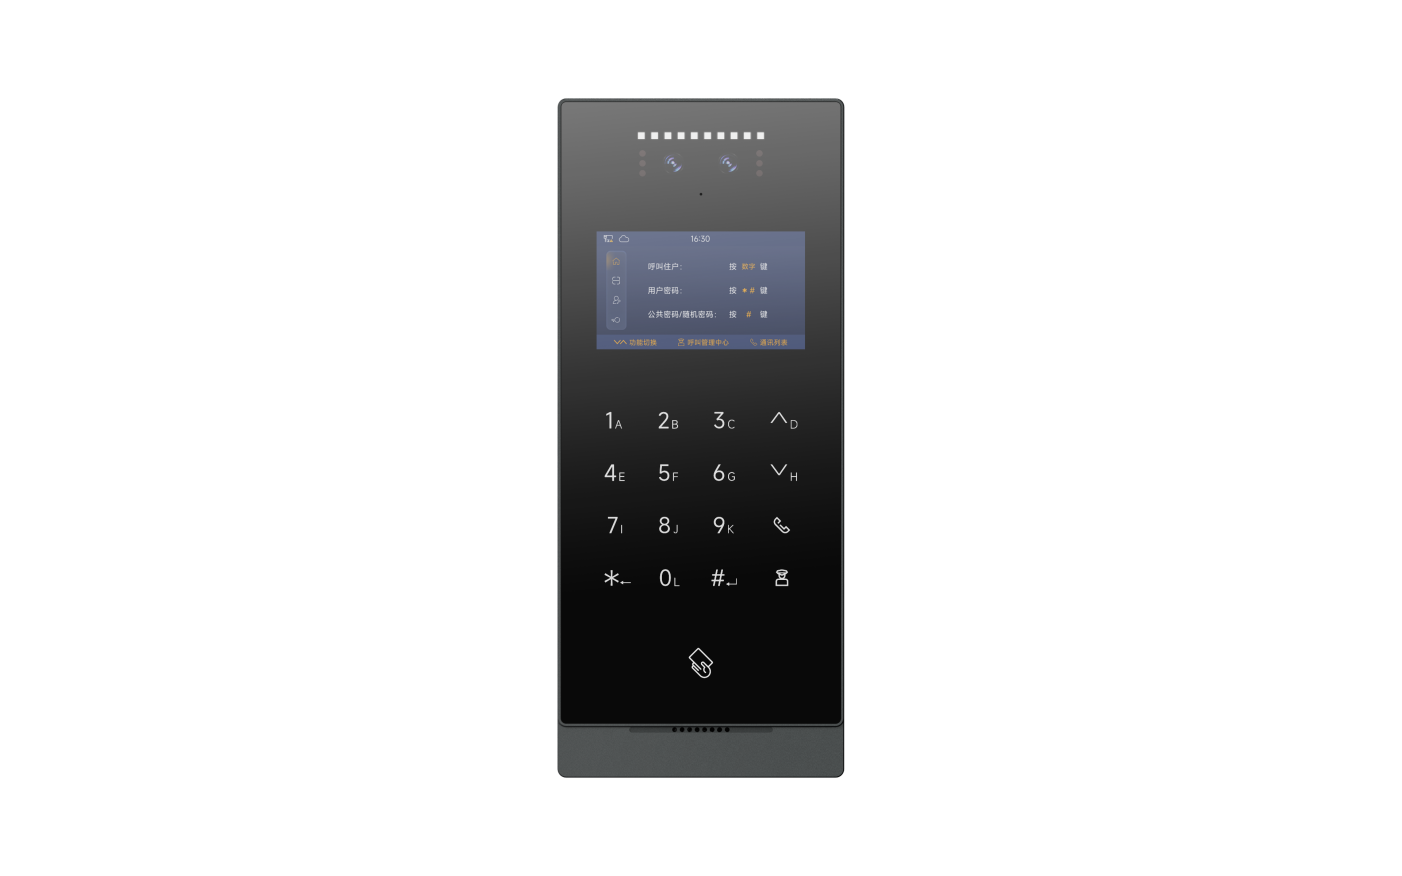 16:30
呼叫住户: 按 数字 键
用户密码: 按 *# 键
公共密码/随机密码: 按 # 键
功能切换 呼叫管理中心 通讯列表
1A 2B 3C D
4E 5F 6G H
7I 8J 9K
* 0L #